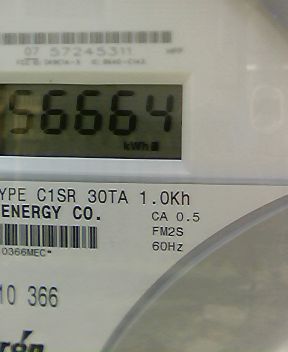 07 57245311
56664
kWh
YPE C1SR 30TA 1.0Kh
ENERGY CO.
CA 0.5
FM2S
60Hz
0366MEC*
10 366
rón